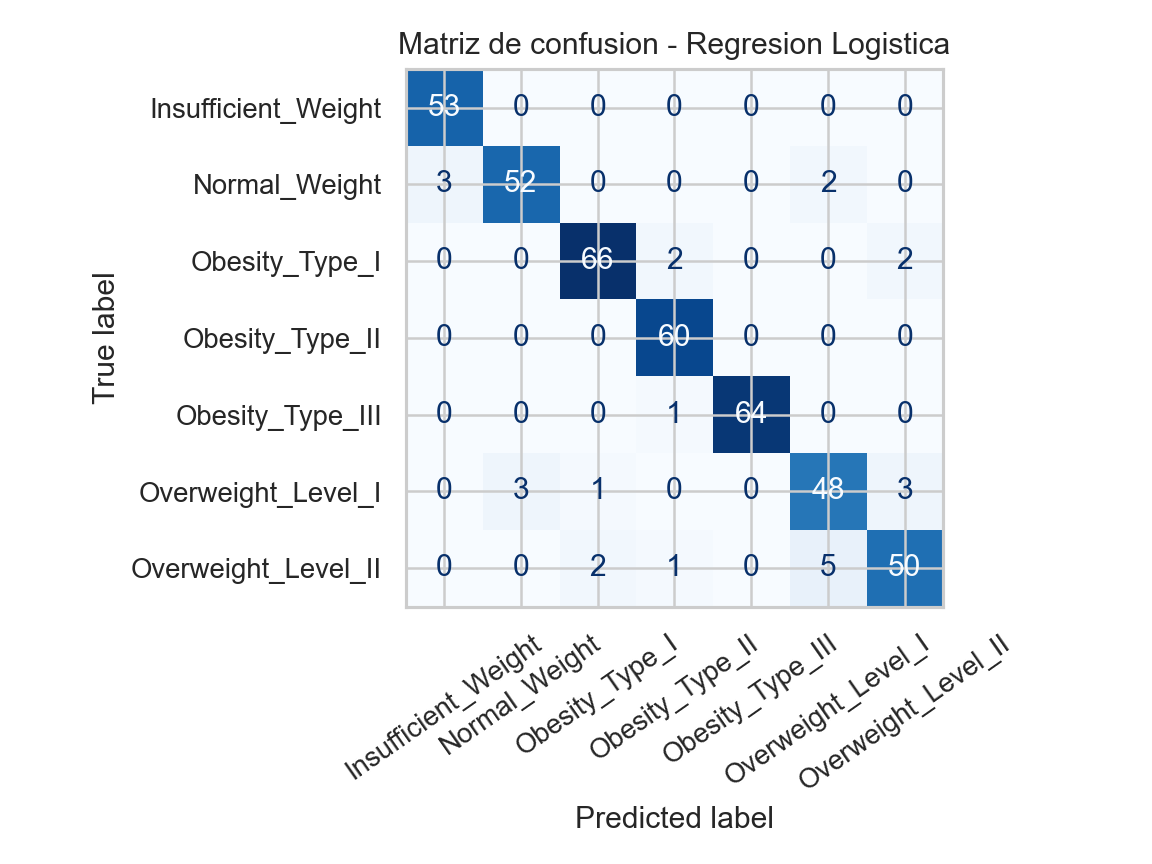 Matriz de confusion - Regresion Logistica
True label
Insufficient_Weight 53 0 0 0 0 0 0
Normal_Weight 3 52 0 0 0 2 0
Obesity_Type_I 0 0 66 2 0 0 2
Obesity_Type_II 0 0 0 60 0 0 0
Obesity_Type_III 0 0 0 1 64 0 0
Overweight_Level_I 0 3 1 0 0 48 3
Overweight_Level_II 0 0 2 1 0 5 50
Insufficient_Weight
Normal_Weight
Obesity_Type_I
Obesity_Type_II
Obesity_Type_III
Overweight_Level_I
Overweight_Level_II
Predicted label